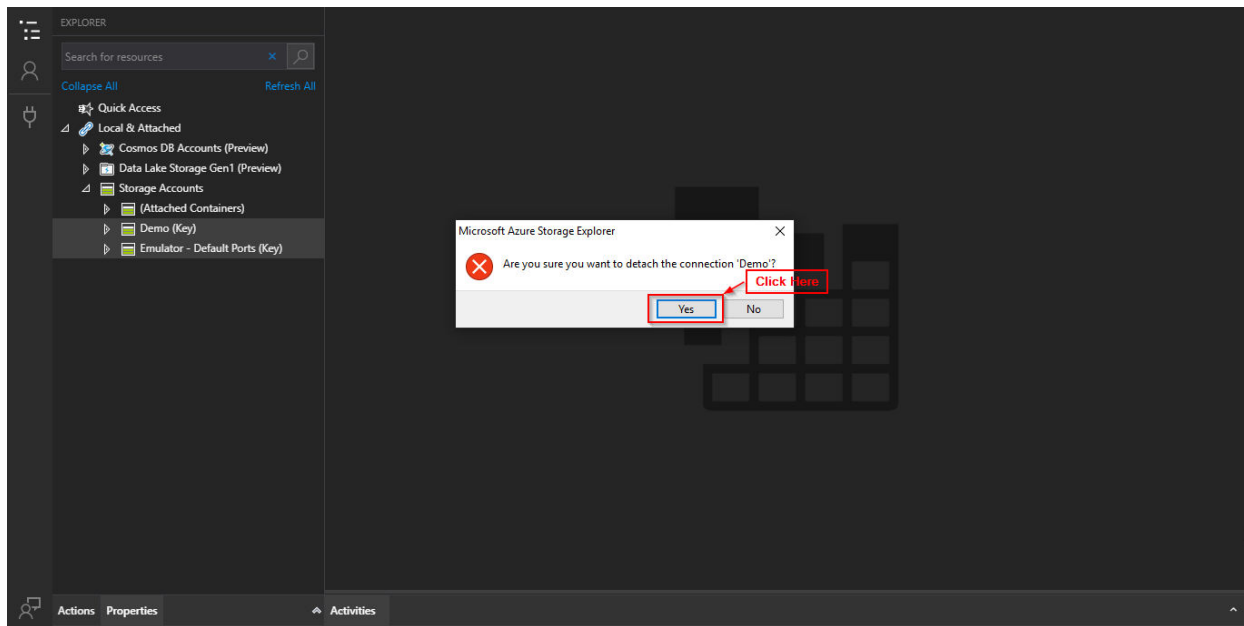 EXPLORER
Search for resources
Collapse All Refresh All
Quick Access
Local & Attached
Cosmos DB Accounts (Preview)
Data Lake Storage Gen1 (Preview)
Storage Accounts
(Attached Containers)
Demo (Key)
Emulator - Default Ports (Key)
Microsoft Azure Storage Explorer
Are you sure you want to detach the connection 'Demo'?
Click Here
Yes No
Actions Properties Activities